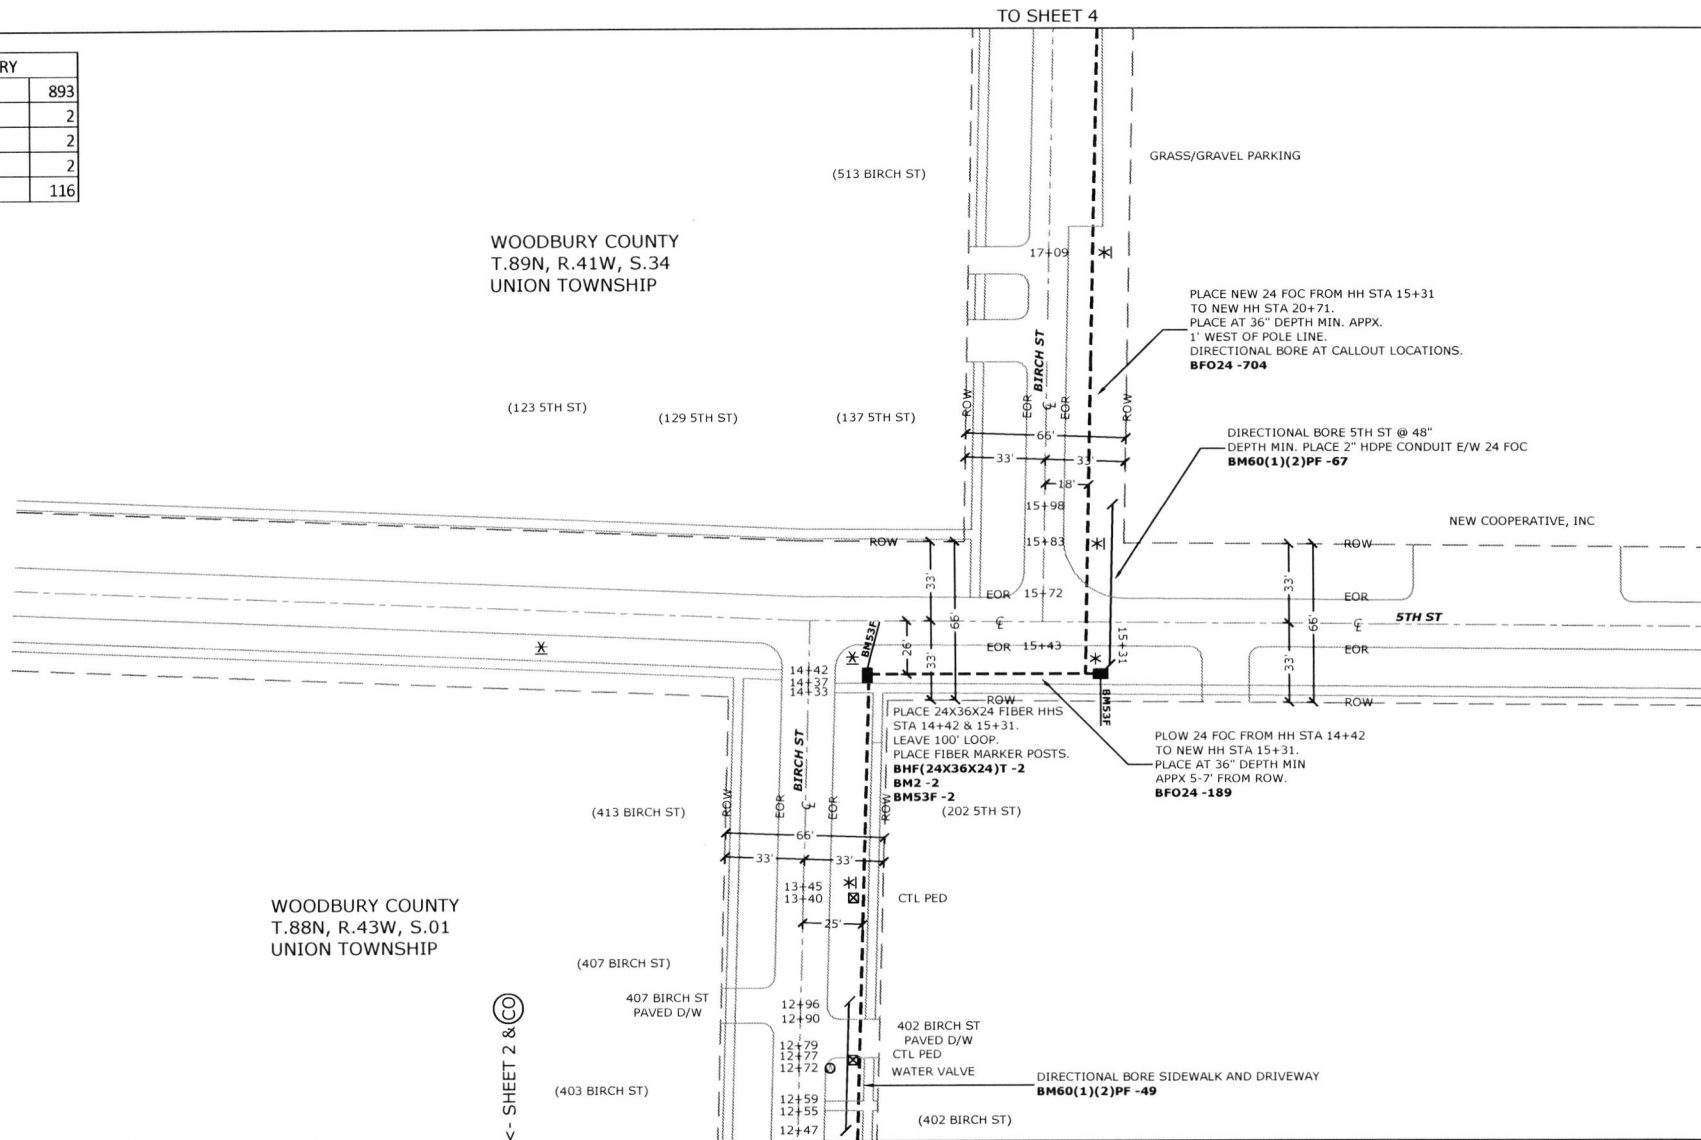 TO SHEET 4
RY
893
2
2
2
116
WOODBURY COUNTY
T.89N, R.41W, S.34
UNION TOWNSHIP
(513 BIRCH ST)
GRASS/GRAVEL PARKING
17+09
BIRCH ST
PLACE NEW 24 FOC FROM HH STA 15+31
TO NEW HH STA 20+71.
PLACE AT 36" DEPTH MIN. APPX.
1' WEST OF POLE LINE.
DIRECTIONAL BORE AT CALLOUT LOCATIONS.
BFO24 -704
(123 5TH ST)
(129 5TH ST)
(137 5TH ST)
ROW
EOR
℄
EOR
ROW
66'
33'
33'
18'
DIRECTIONAL BORE 5TH ST @ 48"
DEPTH MIN. PLACE 2" HDPE CONDUIT E/W 24 FOC
BM60(1)(2)PF -67
15+98
15+83
15+72
15+43
15+31
NEW COOPERATIVE, INC
ROW
33'
66'
33'
26'
EOR
℄
EOR
ROW
BM53F
BM53F
ROW
33'
66'
33'
EOR
℄
5TH ST
EOR
ROW
14+42
14+37
14+33
PLACE 24X36X24 FIBER HHS
STA 14+42 & 15+31.
LEAVE 100' LOOP.
PLACE FIBER MARKER POSTS.
BHF(24X36X24)T -2
BM2 -2
BM53F -2
(202 5TH ST)
PLOW 24 FOC FROM HH STA 14+42
TO NEW HH STA 15+31.
PLACE AT 36" DEPTH MIN
APPX 5-7' FROM ROW.
BFO24 -189
BIRCH ST
(413 BIRCH ST)
ROW
EOR
℄
EOR
ROW
66'
33'
33'
13+45
13+40
CTL PED
25'
WOODBURY COUNTY
T.88N, R.43W, S.01
UNION TOWNSHIP
(407 BIRCH ST)
407 BIRCH ST
PAVED D/W
12+96
12+90
402 BIRCH ST
PAVED D/W
12+79
12+77
12+72
CTL PED
WATER VALVE
<- SHEET 2 & CO
(403 BIRCH ST)
12+59
12+55
12+47
DIRECTIONAL BORE SIDEWALK AND DRIVEWAY
BM60(1)(2)PF -49
(402 BIRCH ST)